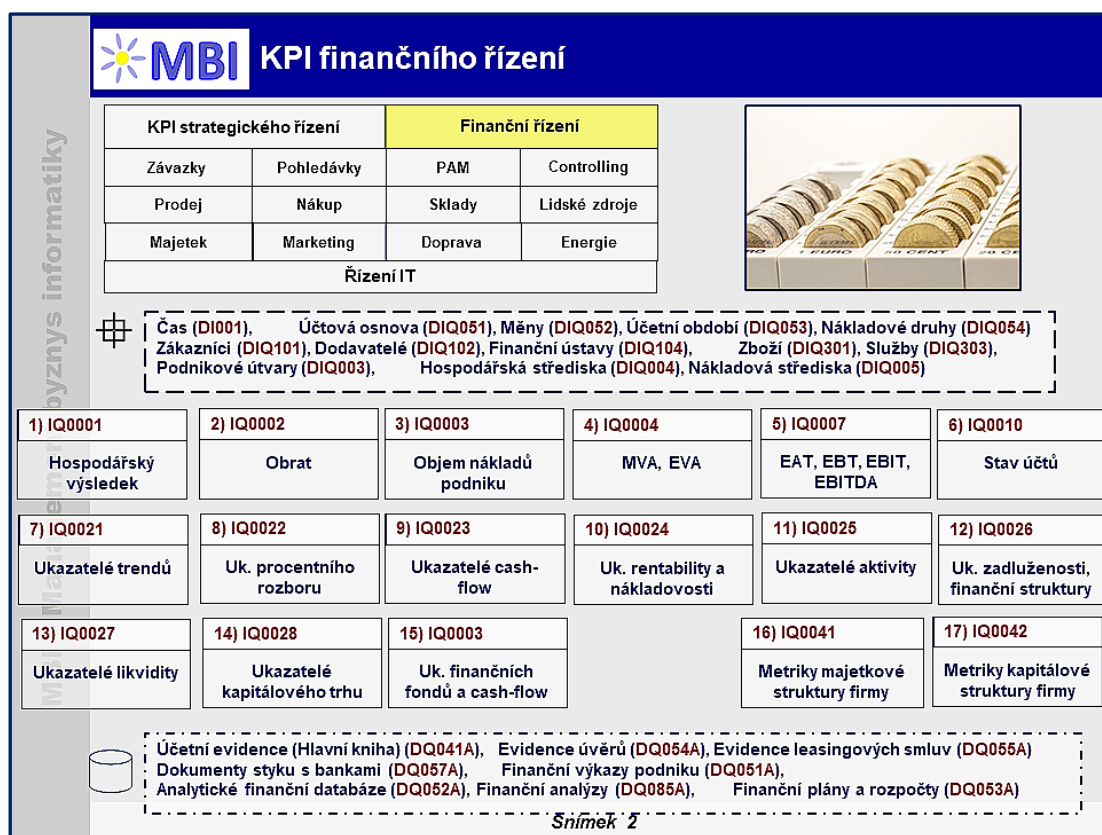 MBI KPI finančního řízení
KPI strategického řízení Finanční řízení
Závazky Pohledávky PAM Controlling
Prodej Nákup Sklady Lidské zdroje
Majetek Marketing Doprava Energie
Řízení IT
1 EURO 50 CENT 20 CE
Čas (DI001), Účtová osnova (DIQ051), Měny (DIQ052), Účetní období (DIQ053), Nákladové druhy (DIQ054)
Zákazníci (DIQ101), Dodavatelé (DIQ102), Finanční ústavy (DIQ104), Zboží (DIQ301), Služby (DIQ303),
Podnikové útvary (DIQ003), Hospodářská střediska (DIQ004), Nákladová střediska (DIQ005)
1) IQ0001
Hospodářský
výsledek
2) IQ0002
Obrat
3) IQ0003
Objem nákladů
podniku
4) IQ0004
MVA, EVA
5) IQ0007
EAT, EBT, EBIT,
EBITDA
6) IQ0010
Stav účtů
7) IQ0021
Ukazatelé trendů
8) IQ0022
Uk. procentního
rozboru
9) IQ0023
Ukazatelé cash-
flow
10) IQ0024
Uk. rentability a
nákladovosti
11) IQ0025
Ukazatelé aktivity
12) IQ0026
Uk. zadluženosti,
finanční struktury
13) IQ0027
Ukazatelé likvidity
14) IQ0028
Ukazatelé
kapitálového trhu
15) IQ0003
Uk. finančních
fondů a cash-flow
16) IQ0041
Metriky majetkové
struktury firmy
17) IQ0042
Metriky kapitálové
struktury firmy
Účetní evidence (Hlavní kniha) (DQ041A), Evidence úvěrů (DQ054A), Evidence leasingových smluv (DQ055A)
Dokumenty styku s bankami (DQ057A), Finanční výkazy podniku (DQ051A),
Analytické finanční databáze (DQ052A), Finanční analýzy (DQ085A), Finanční plány a rozpočty (DQ053A)
Snímek 2